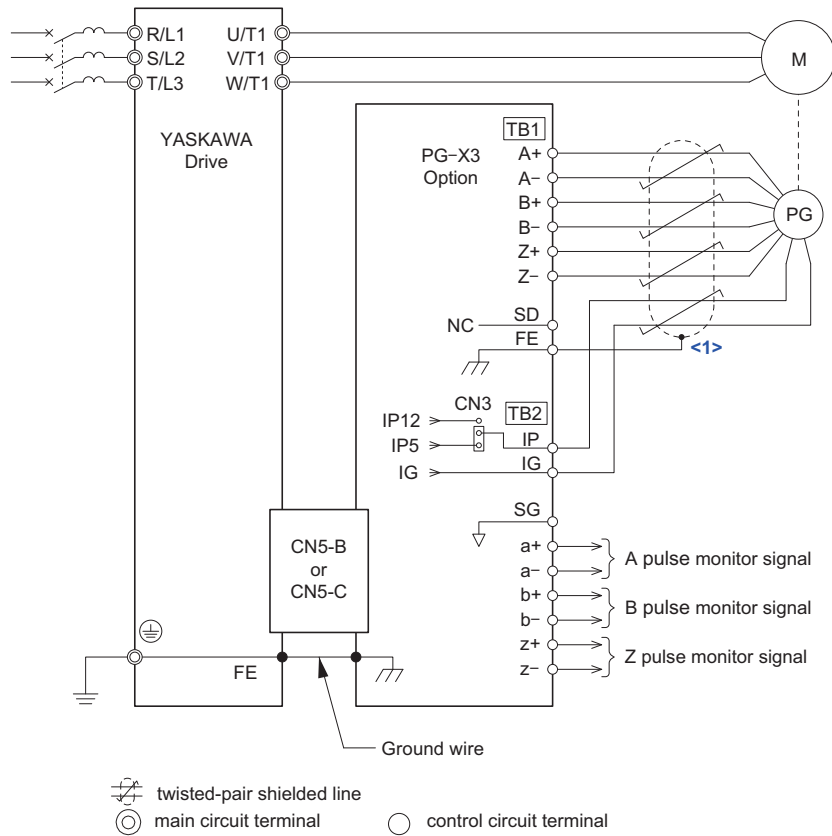 R/L1 U/T1
S/L2 V/T1
T/L3 W/T1
M
YASKAWA
Drive
PG-X3
Option
TB1
A+
A-
B+
B-
Z+
Z-
PG
NC SD
FE
<1>
CN3 TB2
IP12
IP5 IP
IG IG
SG
CN5-B
or
CN5-C
a+
a-
A pulse monitor signal
b+
b-
B pulse monitor signal
z+
z-
Z pulse monitor signal
FE
Ground wire
twisted-pair shielded line
main circuit terminal control circuit terminal